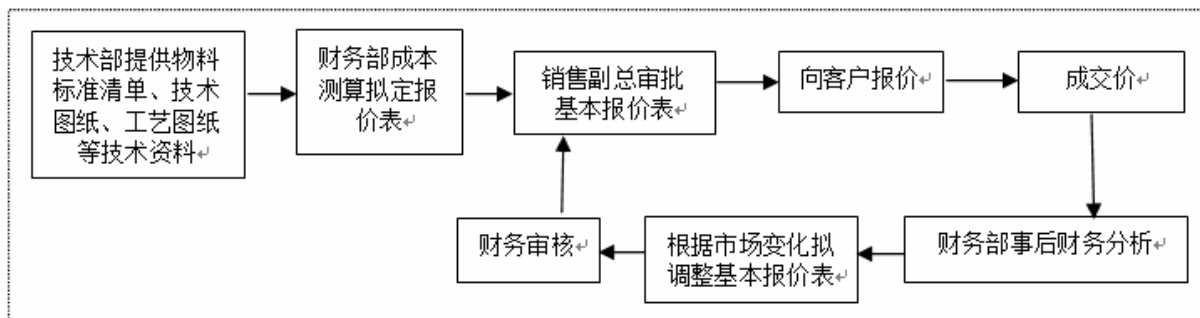 技术部提供物料
标准清单、技术
图纸、工艺图纸
等技术资料↵
财务部成本
测算拟定报
价表↵
销售副总审批
基本报价表↵
向客户报价↵
成交价↵
财务部事后财务分析↵
根据市场变化拟
调整基本报价表↵
财务审核↵